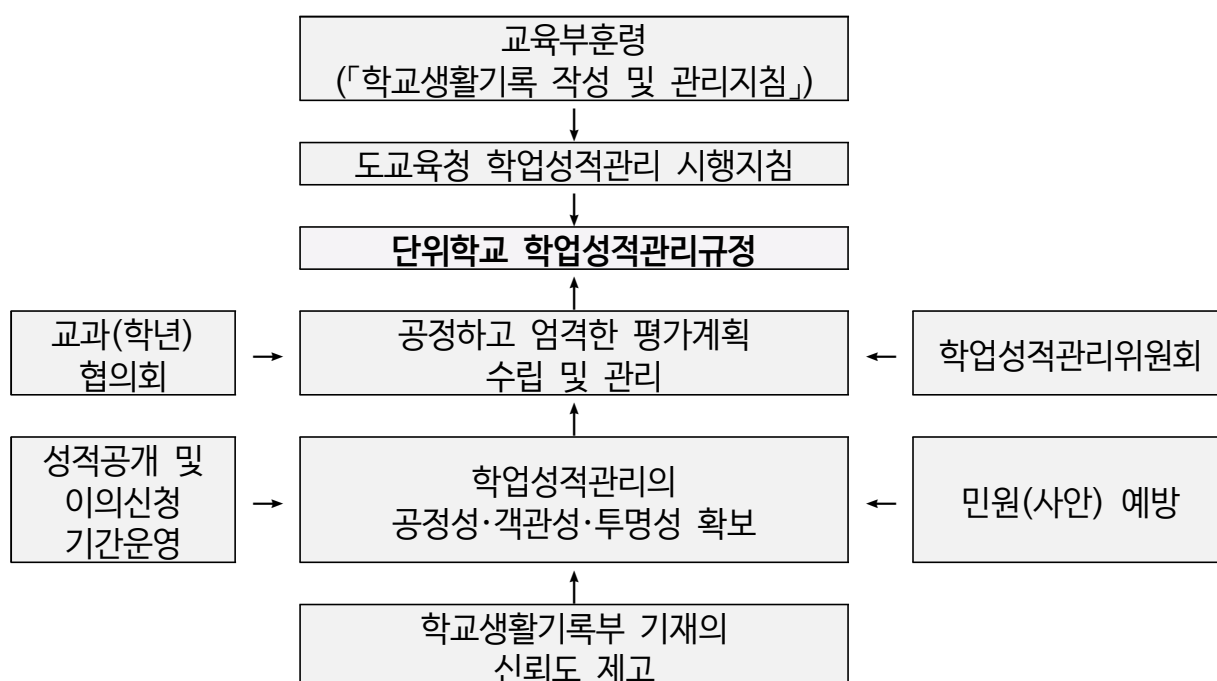 교육부훈령
(「학교생활기록 작성 및 관리지침」)
도교육청 학업성적관리 시행지침
단위학교 학업성적관리규정
교과(학년)
협의회
공정하고 엄격한 평가계획
수립 및 관리
학업성적관리위원회
성적공개 및
이의신청
기간운영
학업성적관리의
공정성·객관성·투명성 확보
민원(사안) 예방
학교생활기록부 기재의
신뢰도 제고